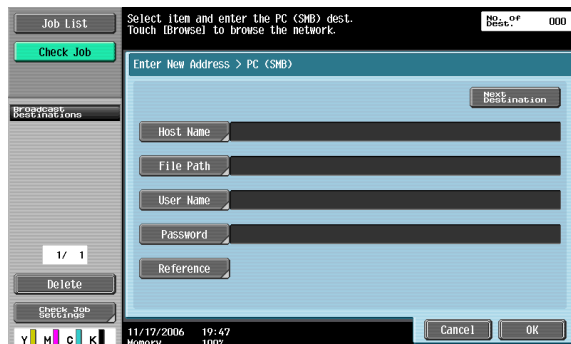 Job List
Check Job
Select item and enter the PC (SMB) dest.
Touch [Browse] to browse the network.
No. of
Dest.
000
Enter New Address > PC (SMB)
Next
Destination
Broadcast
Destinations
Host Name
File Path
User Name
Password
Reference
1/ 1
Delete
Check Job
Settings
Y M C K
11/17/2006 19:47
Memory 100%
Cancel
OK